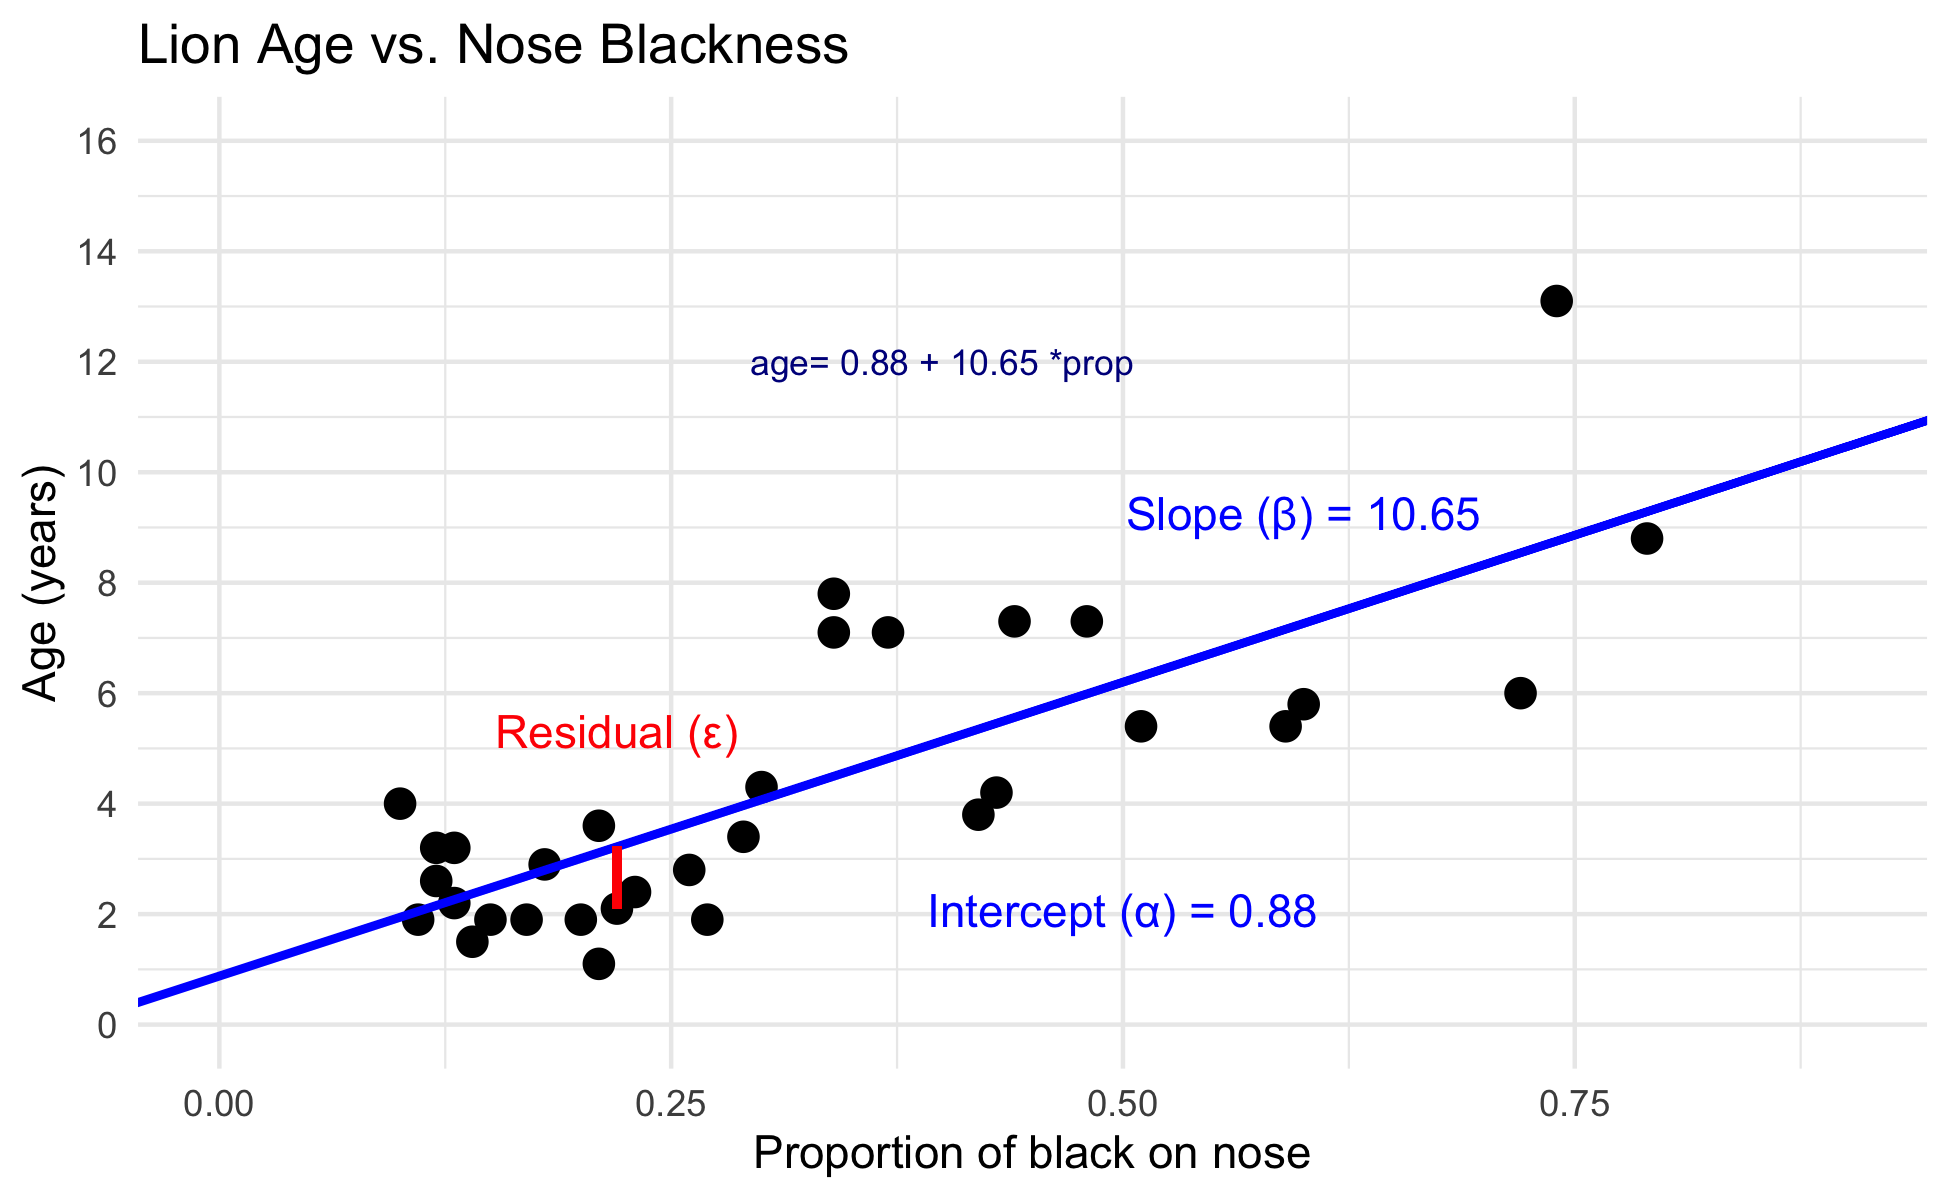 Lion Age vs. Nose Blackness
16
14
12
10
8
6
4
2
0
Age (years)
age= 0.88 + 10.65 *prop
Slope (β) = 10.65
Residual (ε)
Intercept (α) = 0.88
0.00
0.25
0.50
0.75
Proportion of black on nose